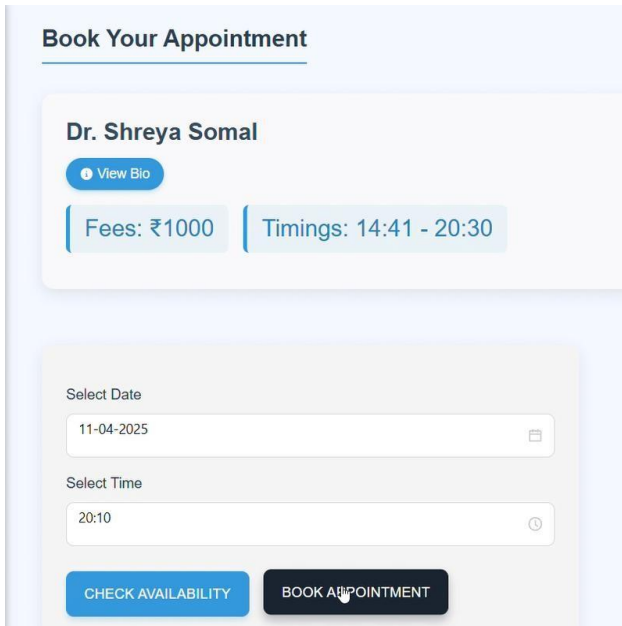 Book Your Appointment
Dr. Shreya Somal
View Bio
Fees: ₹1000 Timings: 14:41 - 20:30
Select Date
11-04-2025
Select Time
20:10
CHECK AVAILABILITY BOOK APPOINTMENT